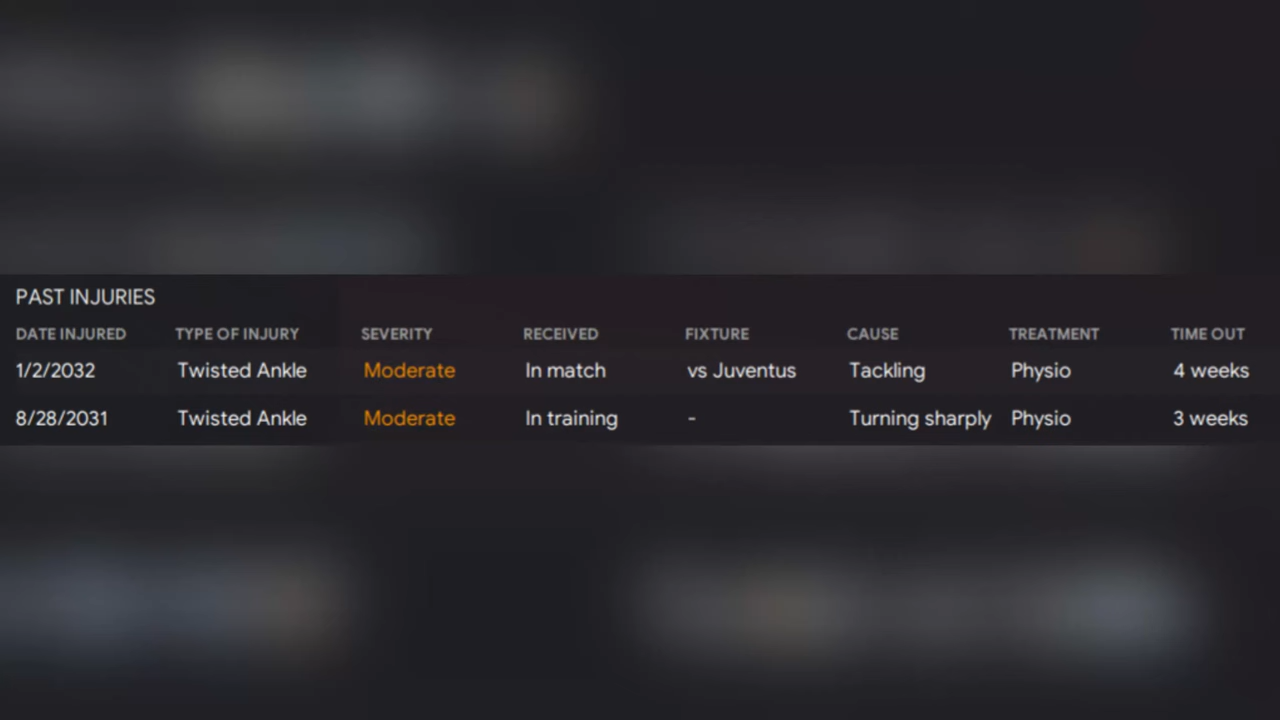 PAST INJURIES
DATE INJURED TYPE OF INJURY SEVERITY RECEIVED FIXTURE CAUSE TREATMENT TIME OUT
1/2/2032 Twisted Ankle Moderate In match vs Juventus Tackling Physio 4 weeks
8/28/2031 Twisted Ankle Moderate In training - Turning sharply Physio 3 weeks